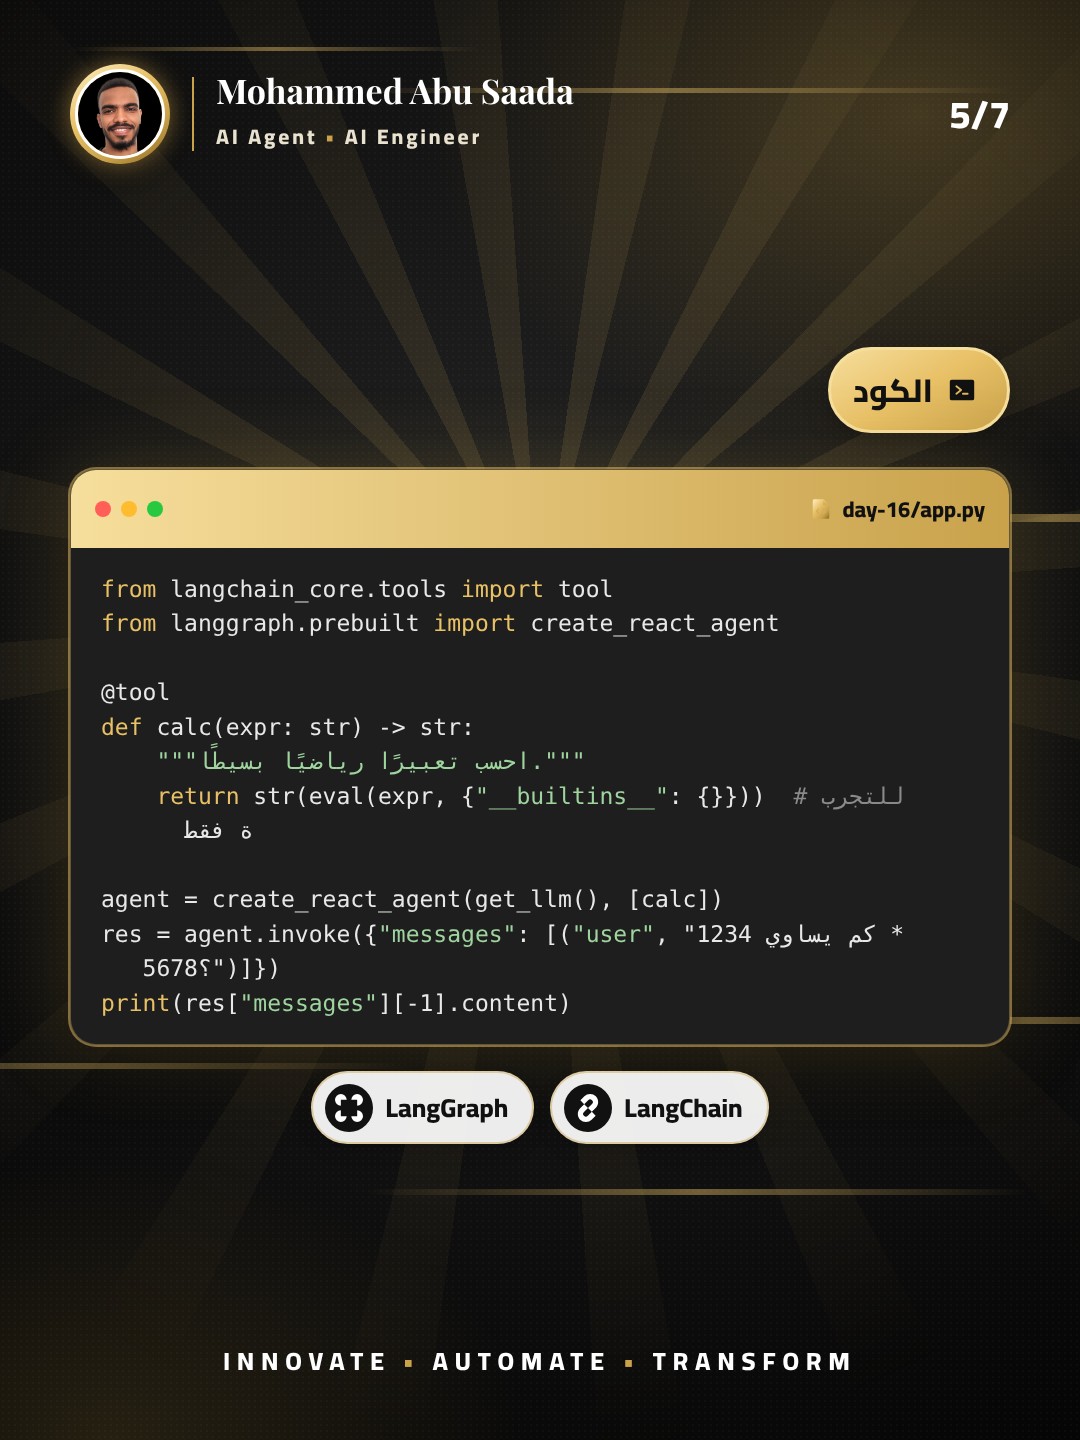 Mohammed Abu Saada
AI Agent ▪ AI Engineer
5/7
الكود
day-16/app.py
from langchain_core.tools import tool
from langgraph.prebuilt import create_react_agent
@tool
def calc(expr: str) -> str:
"""احسب تعبيرًا رياضيًا بسيطًا."""
return str(eval(expr, {"__builtins__": {}}))  # للتجرب
ة فقط
agent = create_react_agent(get_llm(), [calc])
res = agent.invoke({"messages": [("user", "كم يساوي 1234 *
5678؟")]})
print(res["messages"][-1].content)
LangGraph
LangChain
INNOVATE ▪ AUTOMATE ▪ TRANSFORM